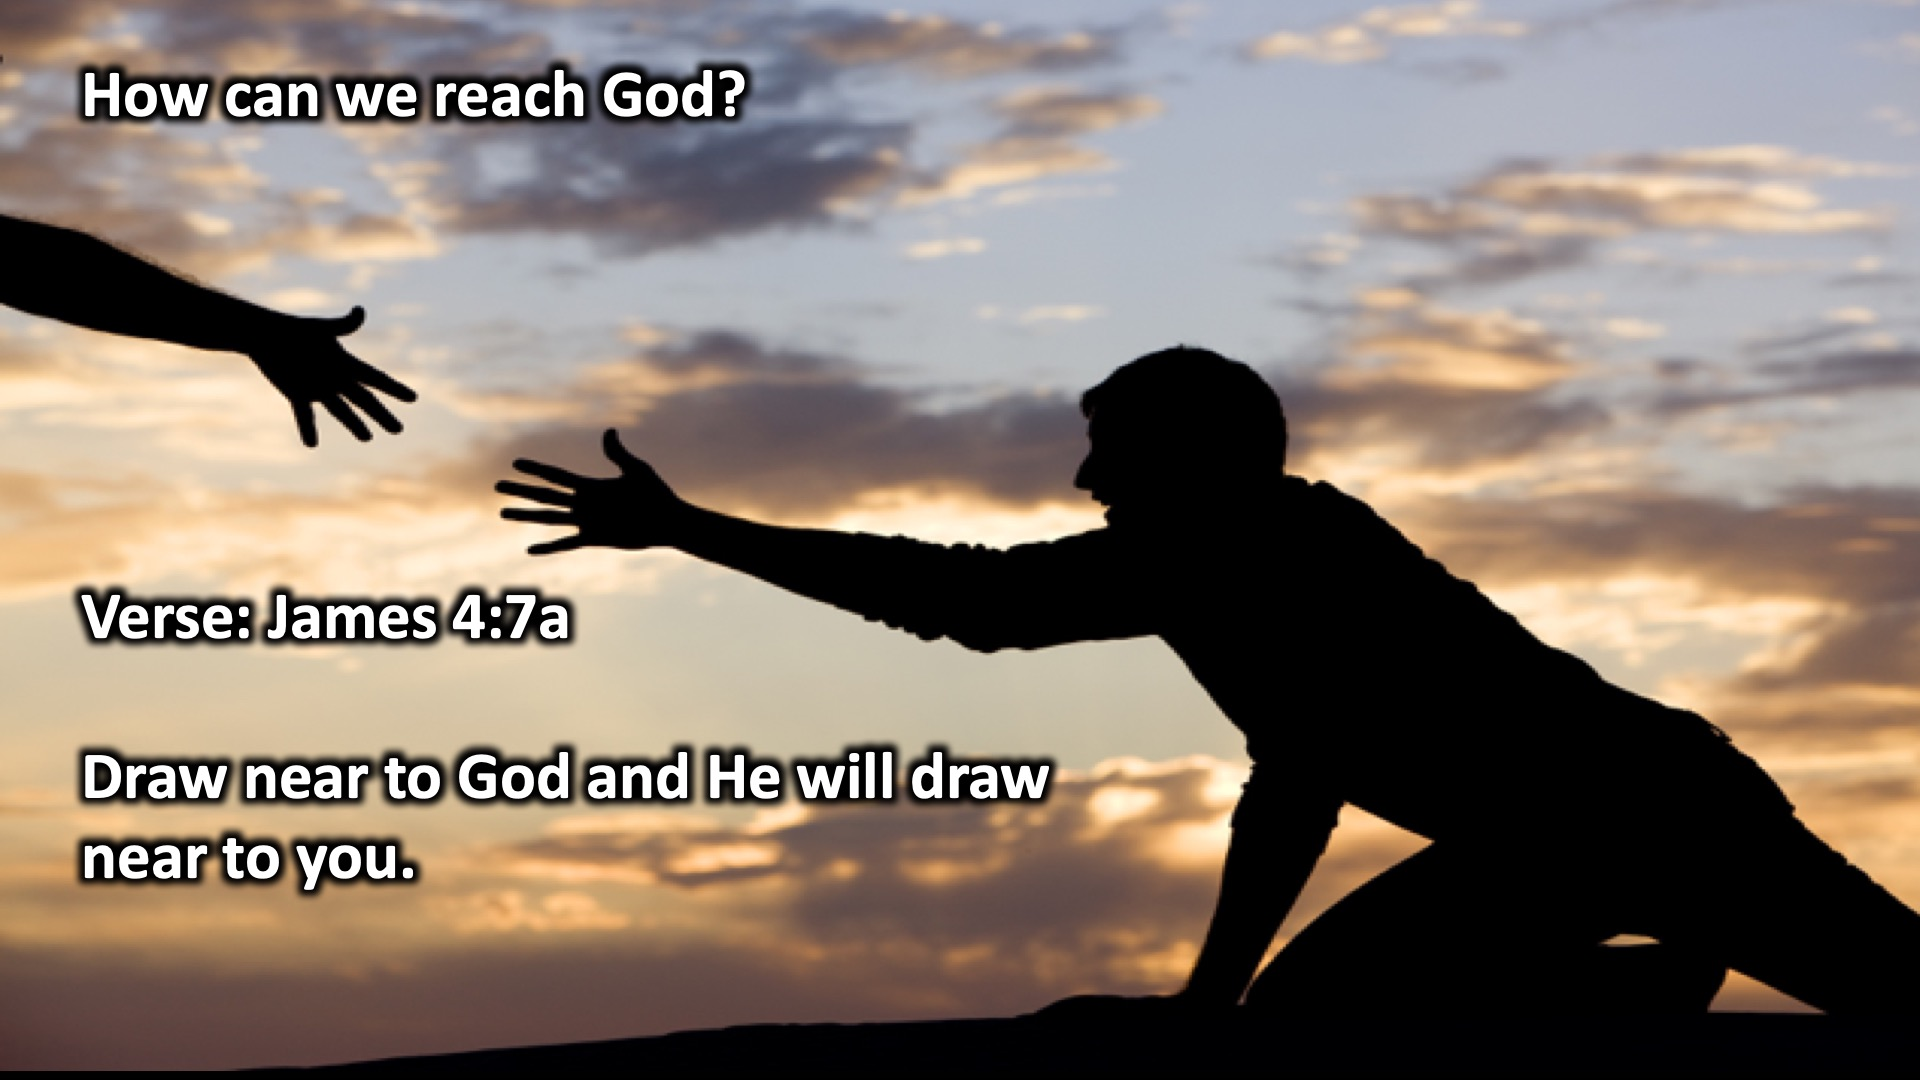 How can we reach God?
Verse: James 4:7a
Draw near to God and He will draw
near to you.